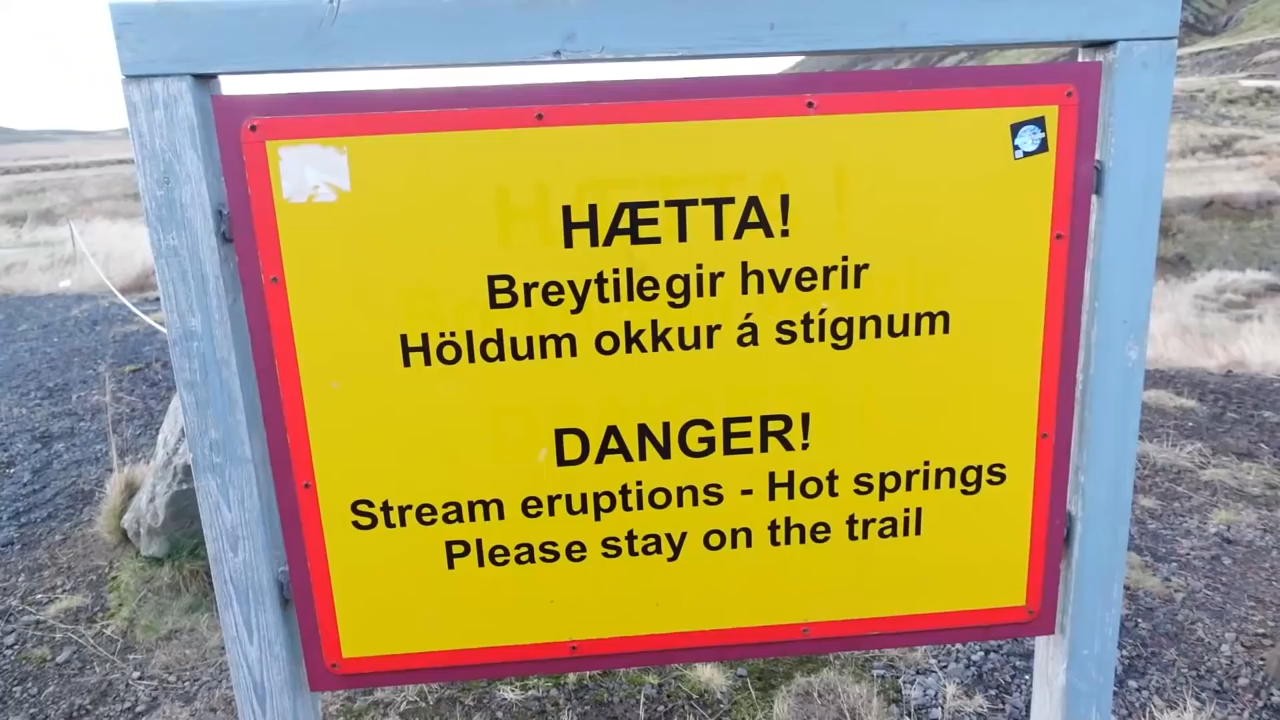 HÆTTA!
Breytilegir hverir
Höldum okkur á stígnum
DANGER!
Stream eruptions - Hot springs
Please stay on the trail